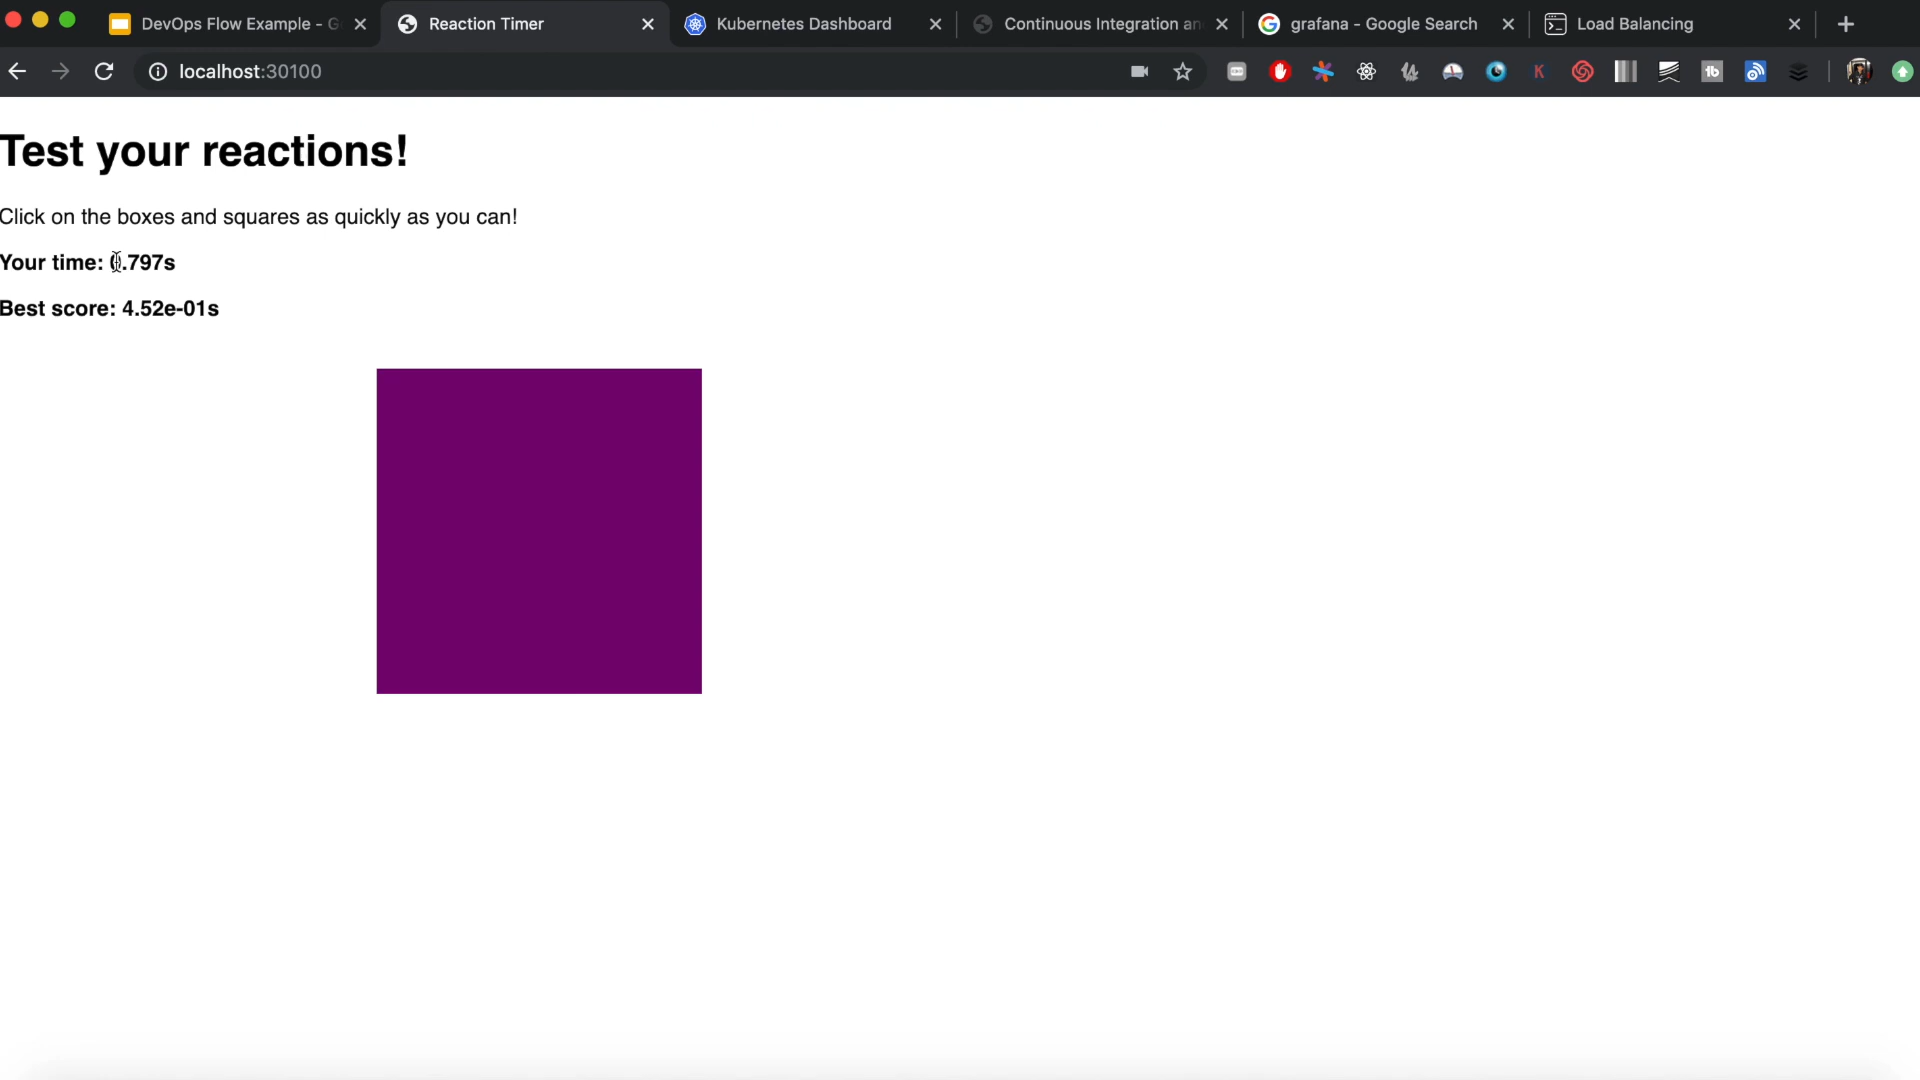 DevOps Flow Example - G
Reaction Timer
Kubernetes Dashboard
Continuous Integration an
grafana - Google Search
Load Balancing
localhost:30100
Test your reactions!
Click on the boxes and squares as quickly as you can!
Your time: 0.797s
Best score: 4.52e-01s